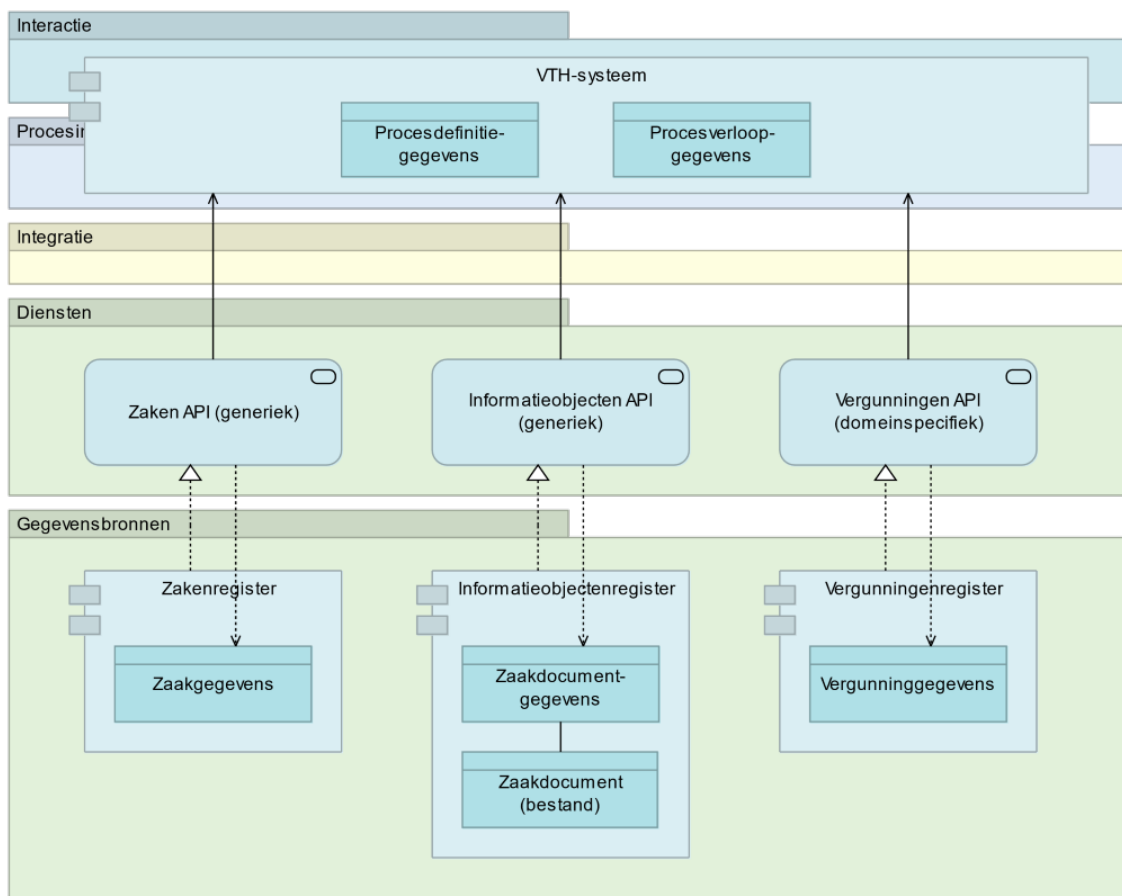 Interactie
VTH-systeem
Procesdefinitie-
gegevens
Procesverloop-
gegevens
Integratie
Diensten
Zaken API (generiek)
Informatieobjecten API
(generiek)
Vergunningen API
(domeinspecifiek)
Gegevensbronnen
Zakenregister
Informatieobjectenregister
Vergunningenregister
Zaakgegevens
Zaakdocument-
gegevens
Vergunninggegevens
Zaakdocument
(bestand)